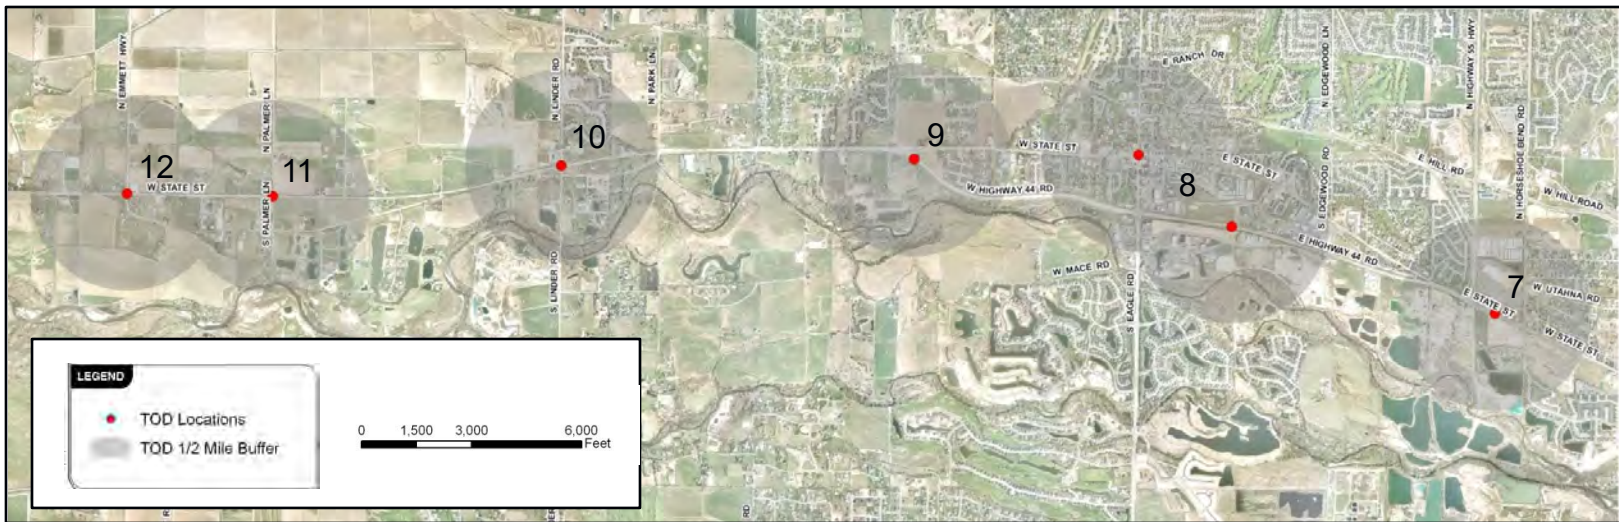 N EMMETT HWY
N PALMER LN
S PALMER LN
W STATE ST
12
11
N LINDER RD
S LINDER RD
10
N PARK LN
9
W STATE ST
W HIGHWAY 44 RD
E RANCH DR
8
E STATE ST
N EDGEWOOD LN
S EDGEWOOD RD
W MACE RD
S EAGLE RD
E HIGHWAY 44 RD
N HIGHWAY 55 HWY
N HORSESHOE BEND RD
E HILL RD
W HILL ROAD
7
W UTAHNA RD
E STATE ST
W STATE ST
LEGEND
TOD Locations
TOD 1/2 Mile Buffer
0 1,500 3,000 6,000
Feet
RD